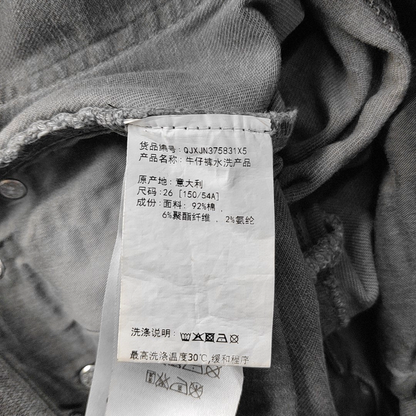 货品编号: QJXJN375831X5
产品名称: 牛仔裤水洗产品
原产地: 意大利
尺码: 26 [150/54A]
成份: 面料: 92%棉,
6%聚酯纤维 , 2%氨纶
洗涤说明:
最高洗涤温度30℃,缓和程序